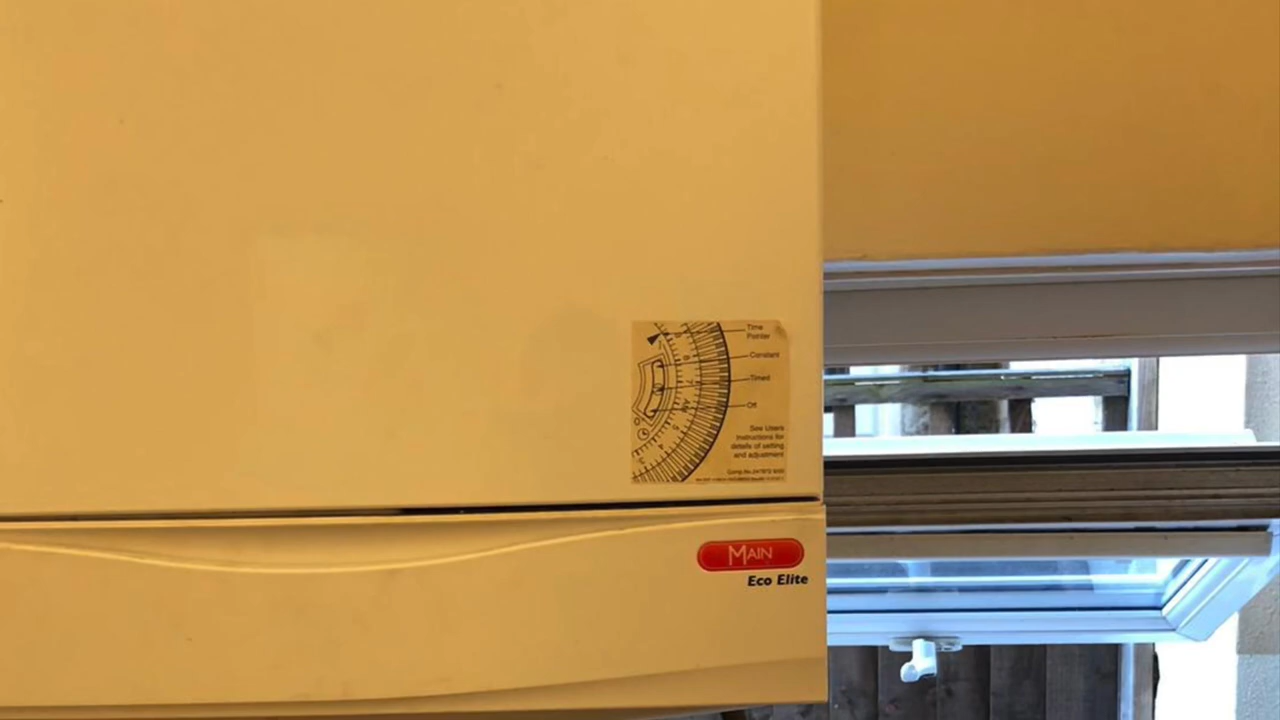 Time
Pointer
Constant
Timed
Off
See Users
Instructions for
details of setting
and adjustment
MAIN
Eco Elite